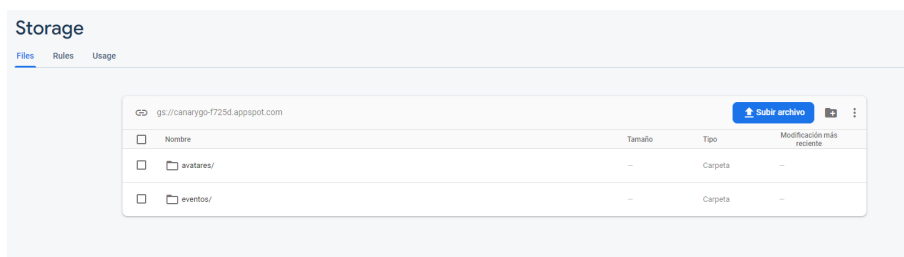 Storage
Files Rules Usage
gs://canarygo-f725d.appspot.com Subir archivo
Nombre Tamaño Tipo Modificación más
reciente
avatares/ — Carpeta —
eventos/ — Carpeta —